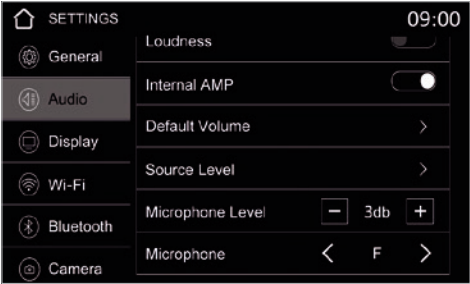 SETTINGS 09:00
General
Audio
Display
Wi-Fi
Bluetooth
Camera
Loudness
Internal AMP
Default Volume >
Source Level >
Microphone Level - 3db +
Microphone < F >